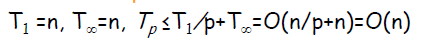 T₁ =n, T∞=n, Tₚ ≤T₁/p+T∞=O(n/p+n)=O(n)